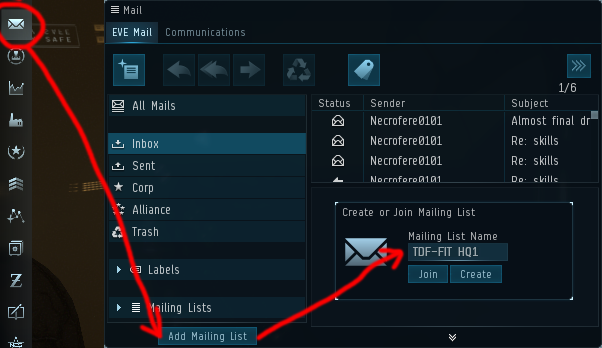 Mail
EVE Mail Communications
SAFE
1/6
All Mails
Inbox
Sent
Corp
Alliance
Trash
Labels
Mailing Lists
Add Mailing List
Status Sender Subject
Necrofere0101 Almost final dr
Necrofere0101 Re: skills
Necrofere0101 Re: skills
Necrofere0101 Re: skills
Create or Join Mailing List
Mailing List Name
TDF-FIT HQ1
Join Create